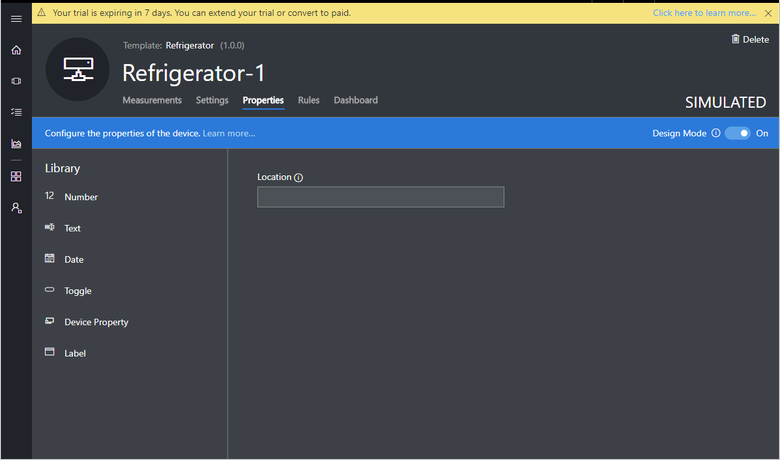 Your trial is expiring in 7 days. You can extend your trial or convert to paid. Click here to learn more...
Delete
Template: Refrigerator (1.0.0)
Refrigerator-1
Measurements Settings Properties Rules Dashboard
SIMULATED
Configure the properties of the device. Learn more... Design Mode On
Library
12 Number
Text
Date
Toggle
Device Property
Label
Location